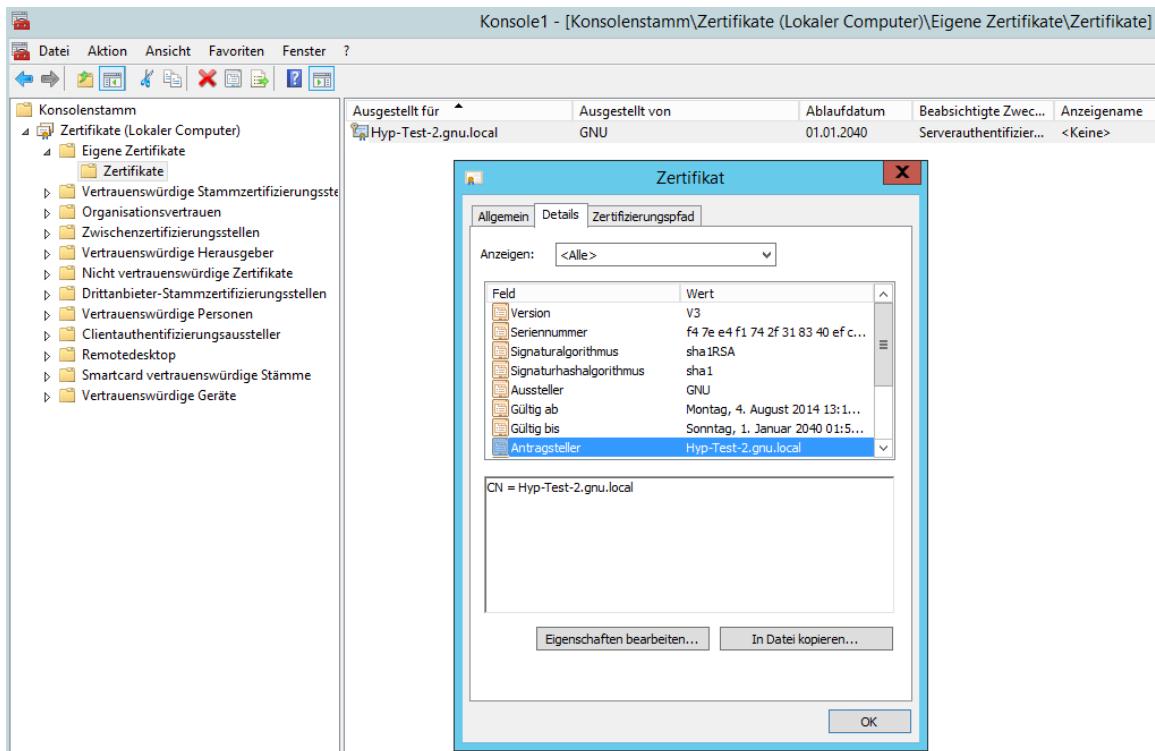 Konsole1 - [Konsolenstamm\Zertifikate (Lokaler Computer)\Eigene Zertifikate\Zertifikate]
Datei Aktion Ansicht Favoriten Fenster ?
Konsolenstamm
Zertifikate (Lokaler Computer)
Eigene Zertifikate
Zertifikate
Vertrauenswürdige Stammzertifizierungsste
Organisationsvertrauen
Zwischenzertifizierungsstellen
Vertrauenswürdige Herausgeber
Nicht vertrauenswürdige Zertifikate
Drittanbieter-Stammzertifizierungsstellen
Vertrauenswürdige Personen
Clientauthentifizierungsaussteller
Remotedesktop
Smartcard vertrauenswürdige Stämme
Vertrauenswürdige Geräte
Ausgestellt für Ausgestellt von Ablaufdatum Beabsichtigte Zwec... Anzeigename
Hyp-Test-2.gnu.local GNU 01.01.2040 Serverauthentifizier... <Keine>
Zertifikat X
Allgemein Details Zertifizierungspfad
Anzeigen: <Alle>
Feld Wert
Version V3
Seriennummer f4 7e e4 f1 74 2f 31 83 40 ef c...
Signaturalgorithmus sha1RSA
Signaturhashalgorithmus sha1
Aussteller GNU
Gültig ab Montag, 4. August 2014 13:1...
Gültig bis Sonntag, 1. Januar 2040 01:5...
Antragsteller Hyp-Test-2.gnu.local
CN = Hyp-Test-2.gnu.local
Eigenschaften bearbeiten... In Datei kopieren...
OK